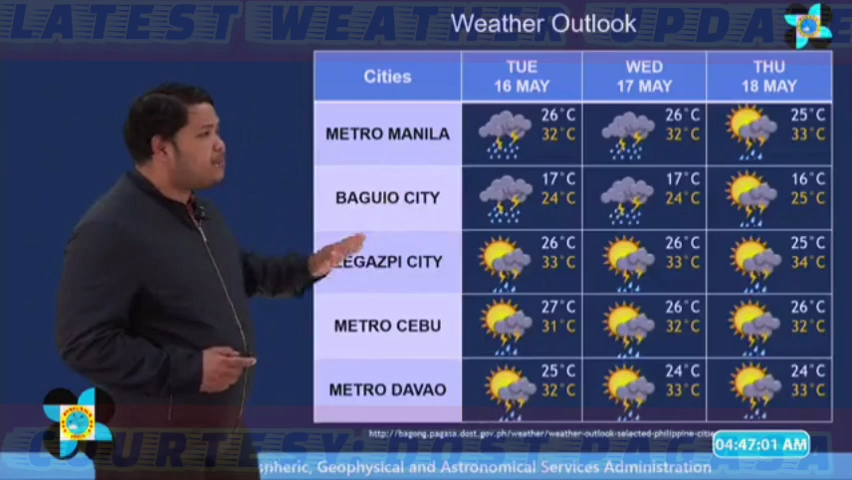 LATEST WEATHER UPDATE
Weather Outlook
Cities TUE 16 MAY WED 17 MAY THU 18 MAY
METRO MANILA 26°C 32°C 26°C 32°C 25°C 33°C
BAGUIO CITY 17°C 24°C 17°C 24°C 16°C 25°C
LEGAZPI CITY 26°C 33°C 26°C 33°C 25°C 34°C
METRO CEBU 27°C 31°C 26°C 32°C 26°C 32°C
METRO DAVAO 25°C 32°C 24°C 33°C 24°C 33°C
http://bagong.pagasa.dost.gov.ph/weather/weather-outlook-selected-philippine-citie
04:47:01 AM
COURTESY: DOST PAGASA
spheric, Geophysical and Astronomical Services Administration